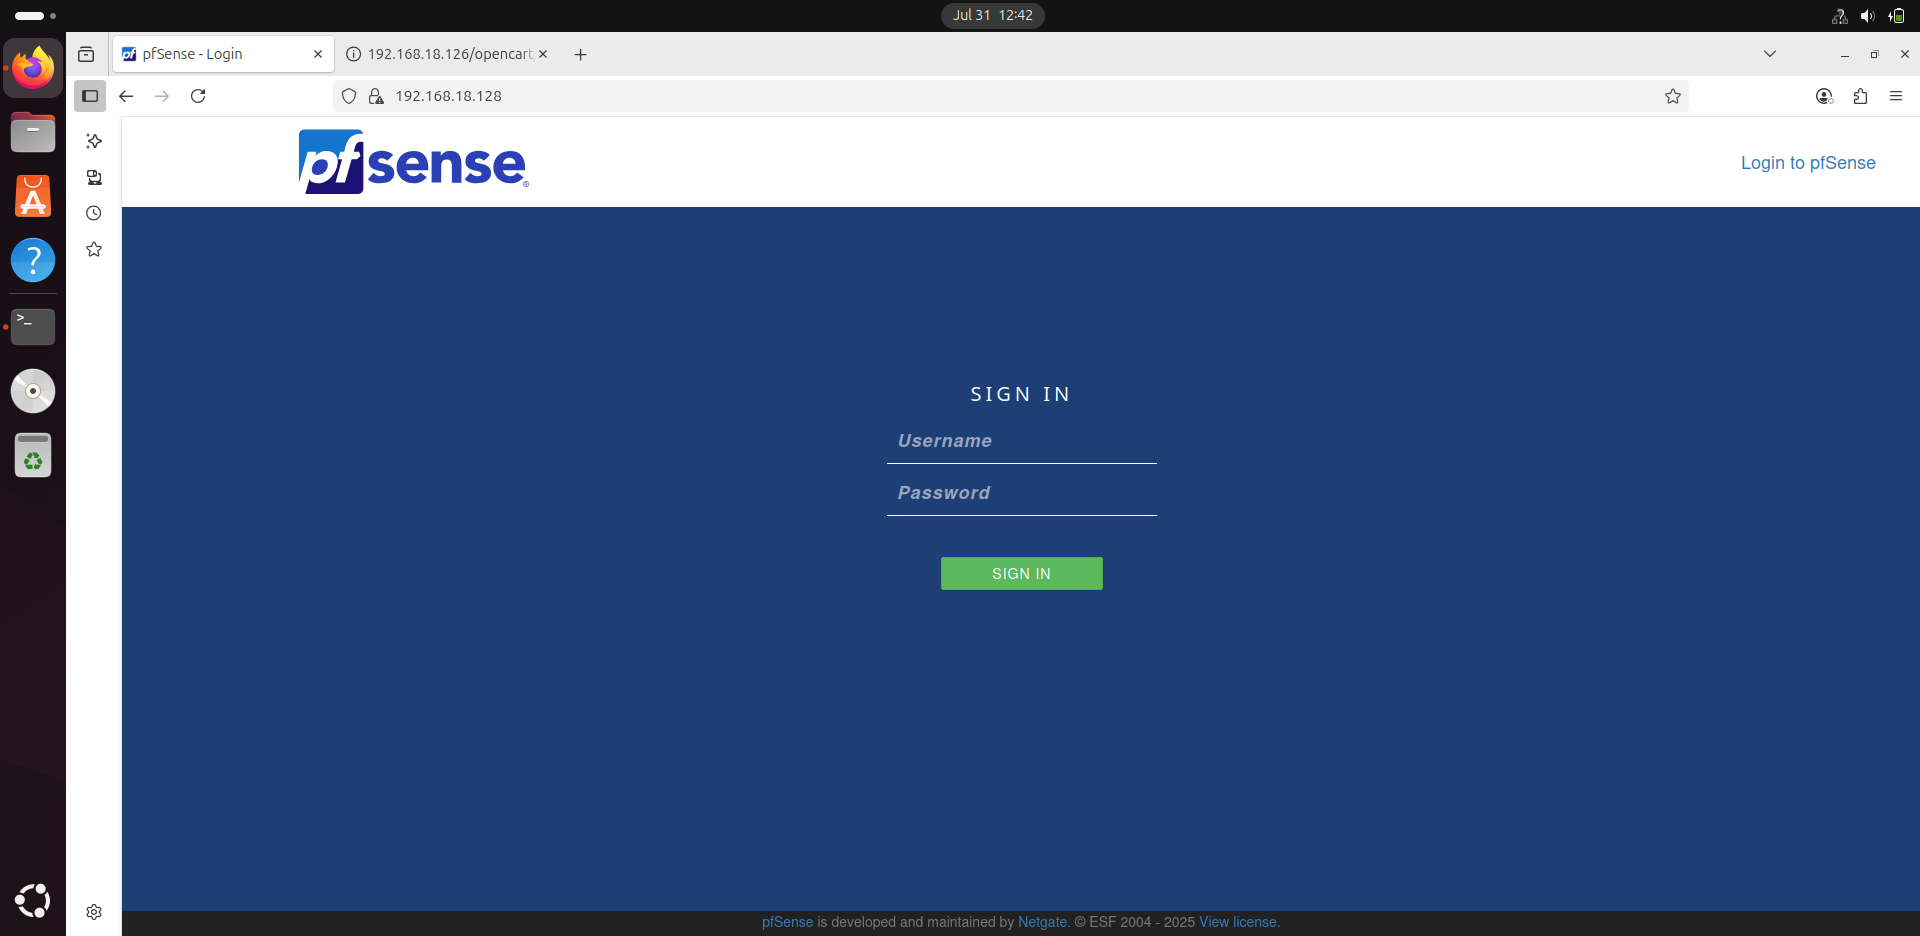 Jul 31 12:42
pfSense - Login
192.168.18.126/opencart
192.168.18.128
pfsense®
Login to pfSense
SIGN IN
Username
Password
SIGN IN
pfSense is developed and maintained by Netgate. © ESF 2004 - 2025 View license.